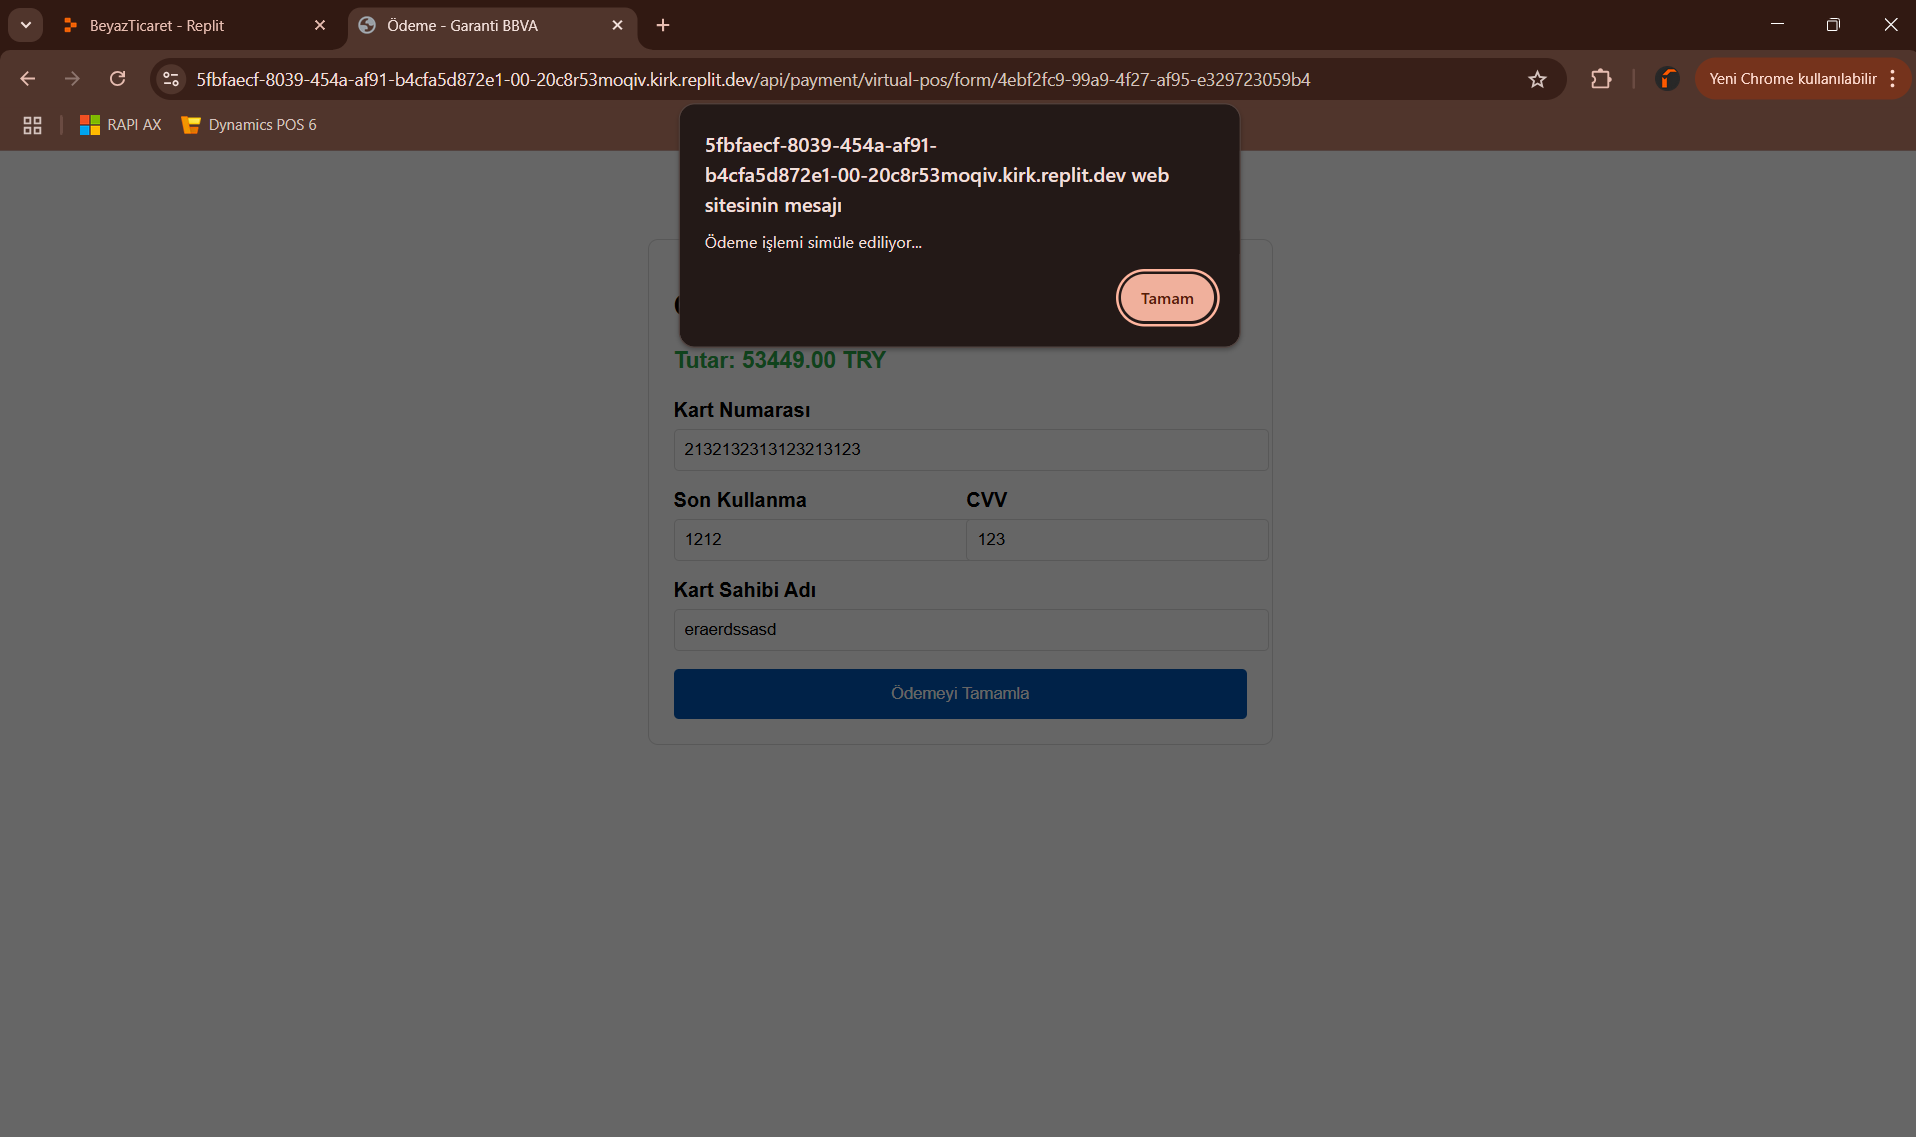 BeyazTicaret - Replit
Ödeme - Garanti BBVA
5fbfaecf-8039-454a-af91-b4cfa5d872e1-00-20c8r53moqiv.kirk.replit.dev/api/payment/virtual-pos/form/4ebf2fc9-99a9-4f27-af95-e329723059b4
Yeni Chrome kullanılabilir
RAPI AX
Dynamics POS 6
5fbfaecf-8039-454a-af91-
b4cfa5d872e1-00-20c8r53moqiv.kirk.replit.dev web
sitesinin mesajı
Ödeme işlemi simüle ediliyor...
Tamam
Tutar: 53449.00 TRY
Kart Numarası
2132132313123213123
Son Kullanma
CVV
1212
123
Kart Sahibi Adı
eraerdssasd
Ödemeyi Tamamla